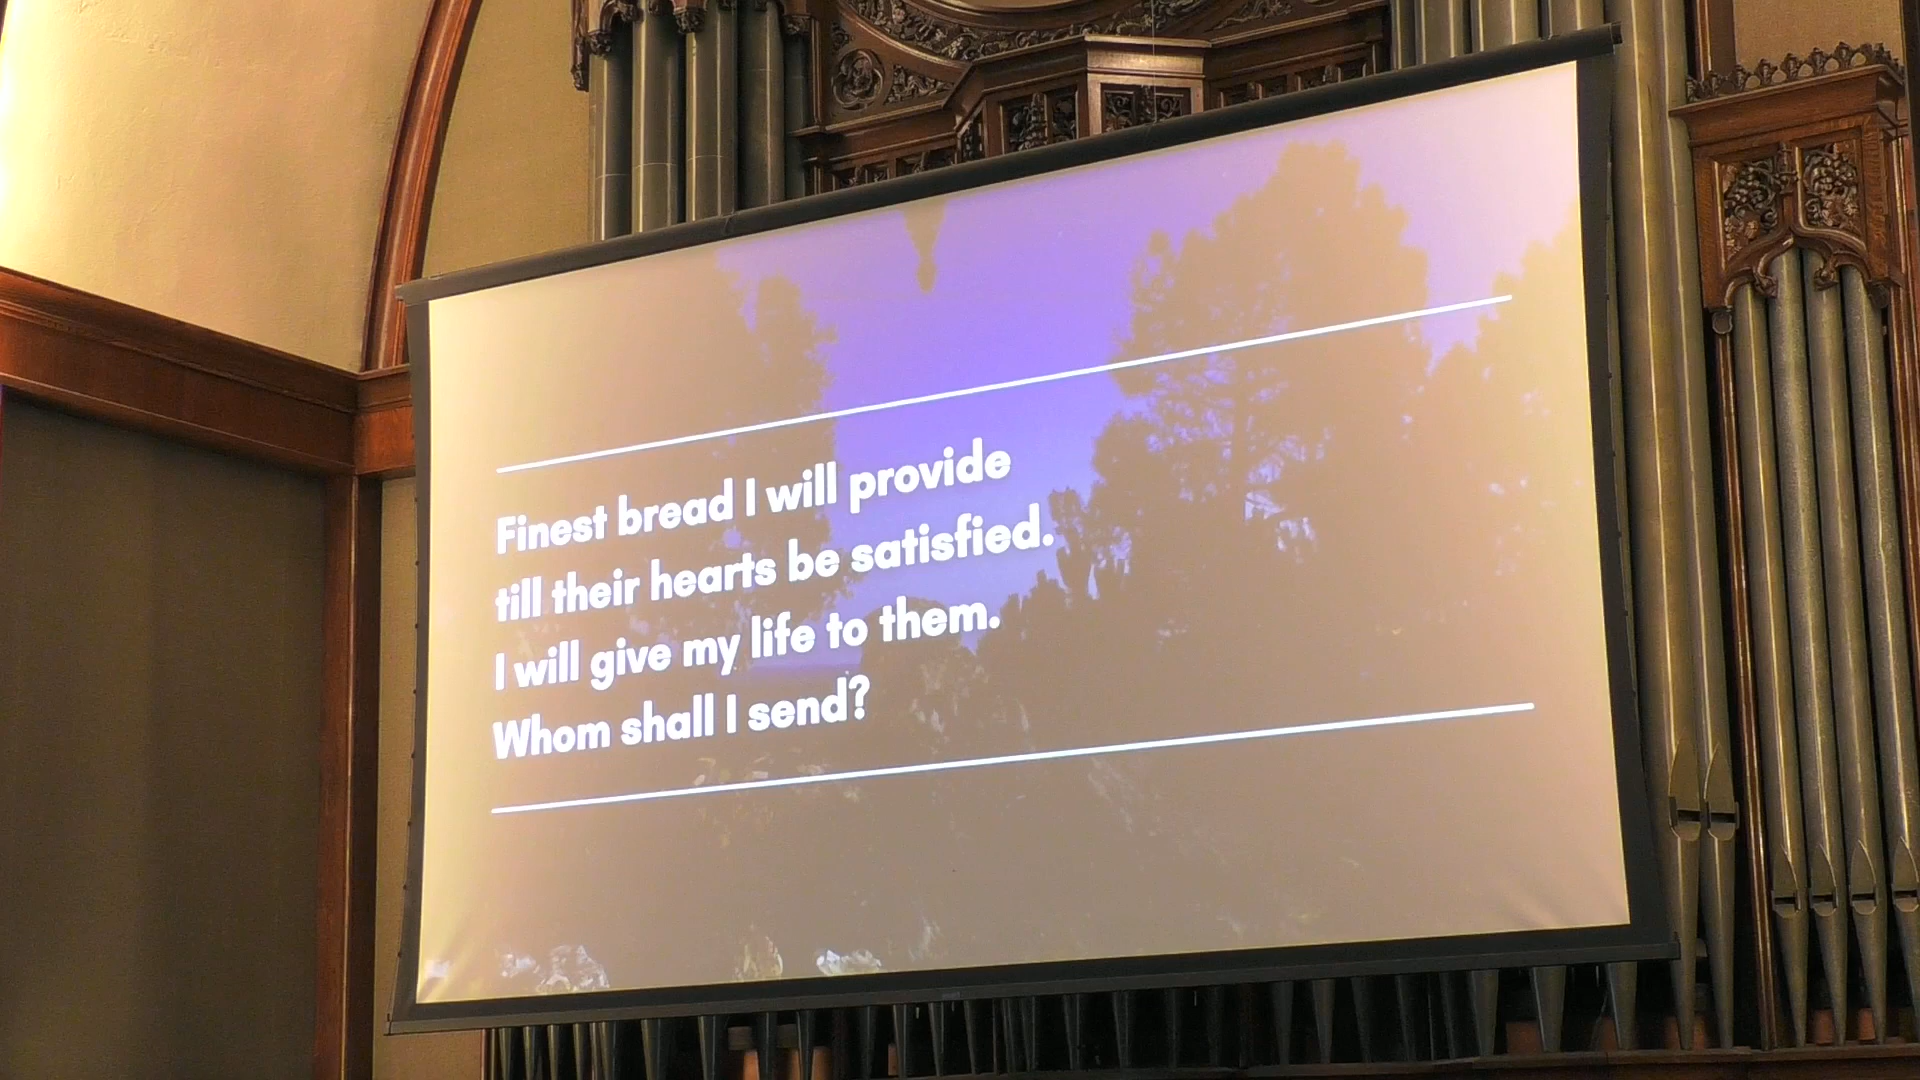 Finest bread I will provide
till their hearts be satisfied.
I will give my life to them.
Whom shall I send?